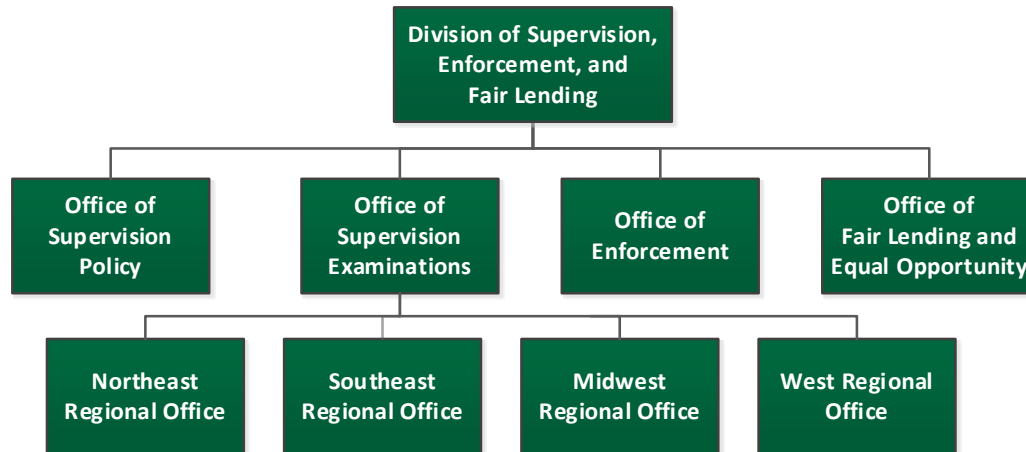 Division of Supervision,
Enforcement, and
Fair Lending
Office of
Supervision
Policy
Office of
Supervision
Examinations
Office of
Enforcement
Office of
Fair Lending and
Equal Opportunity
Northeast
Regional Office
Southeast
Regional Office
Midwest
Regional Office
West Regional
Office